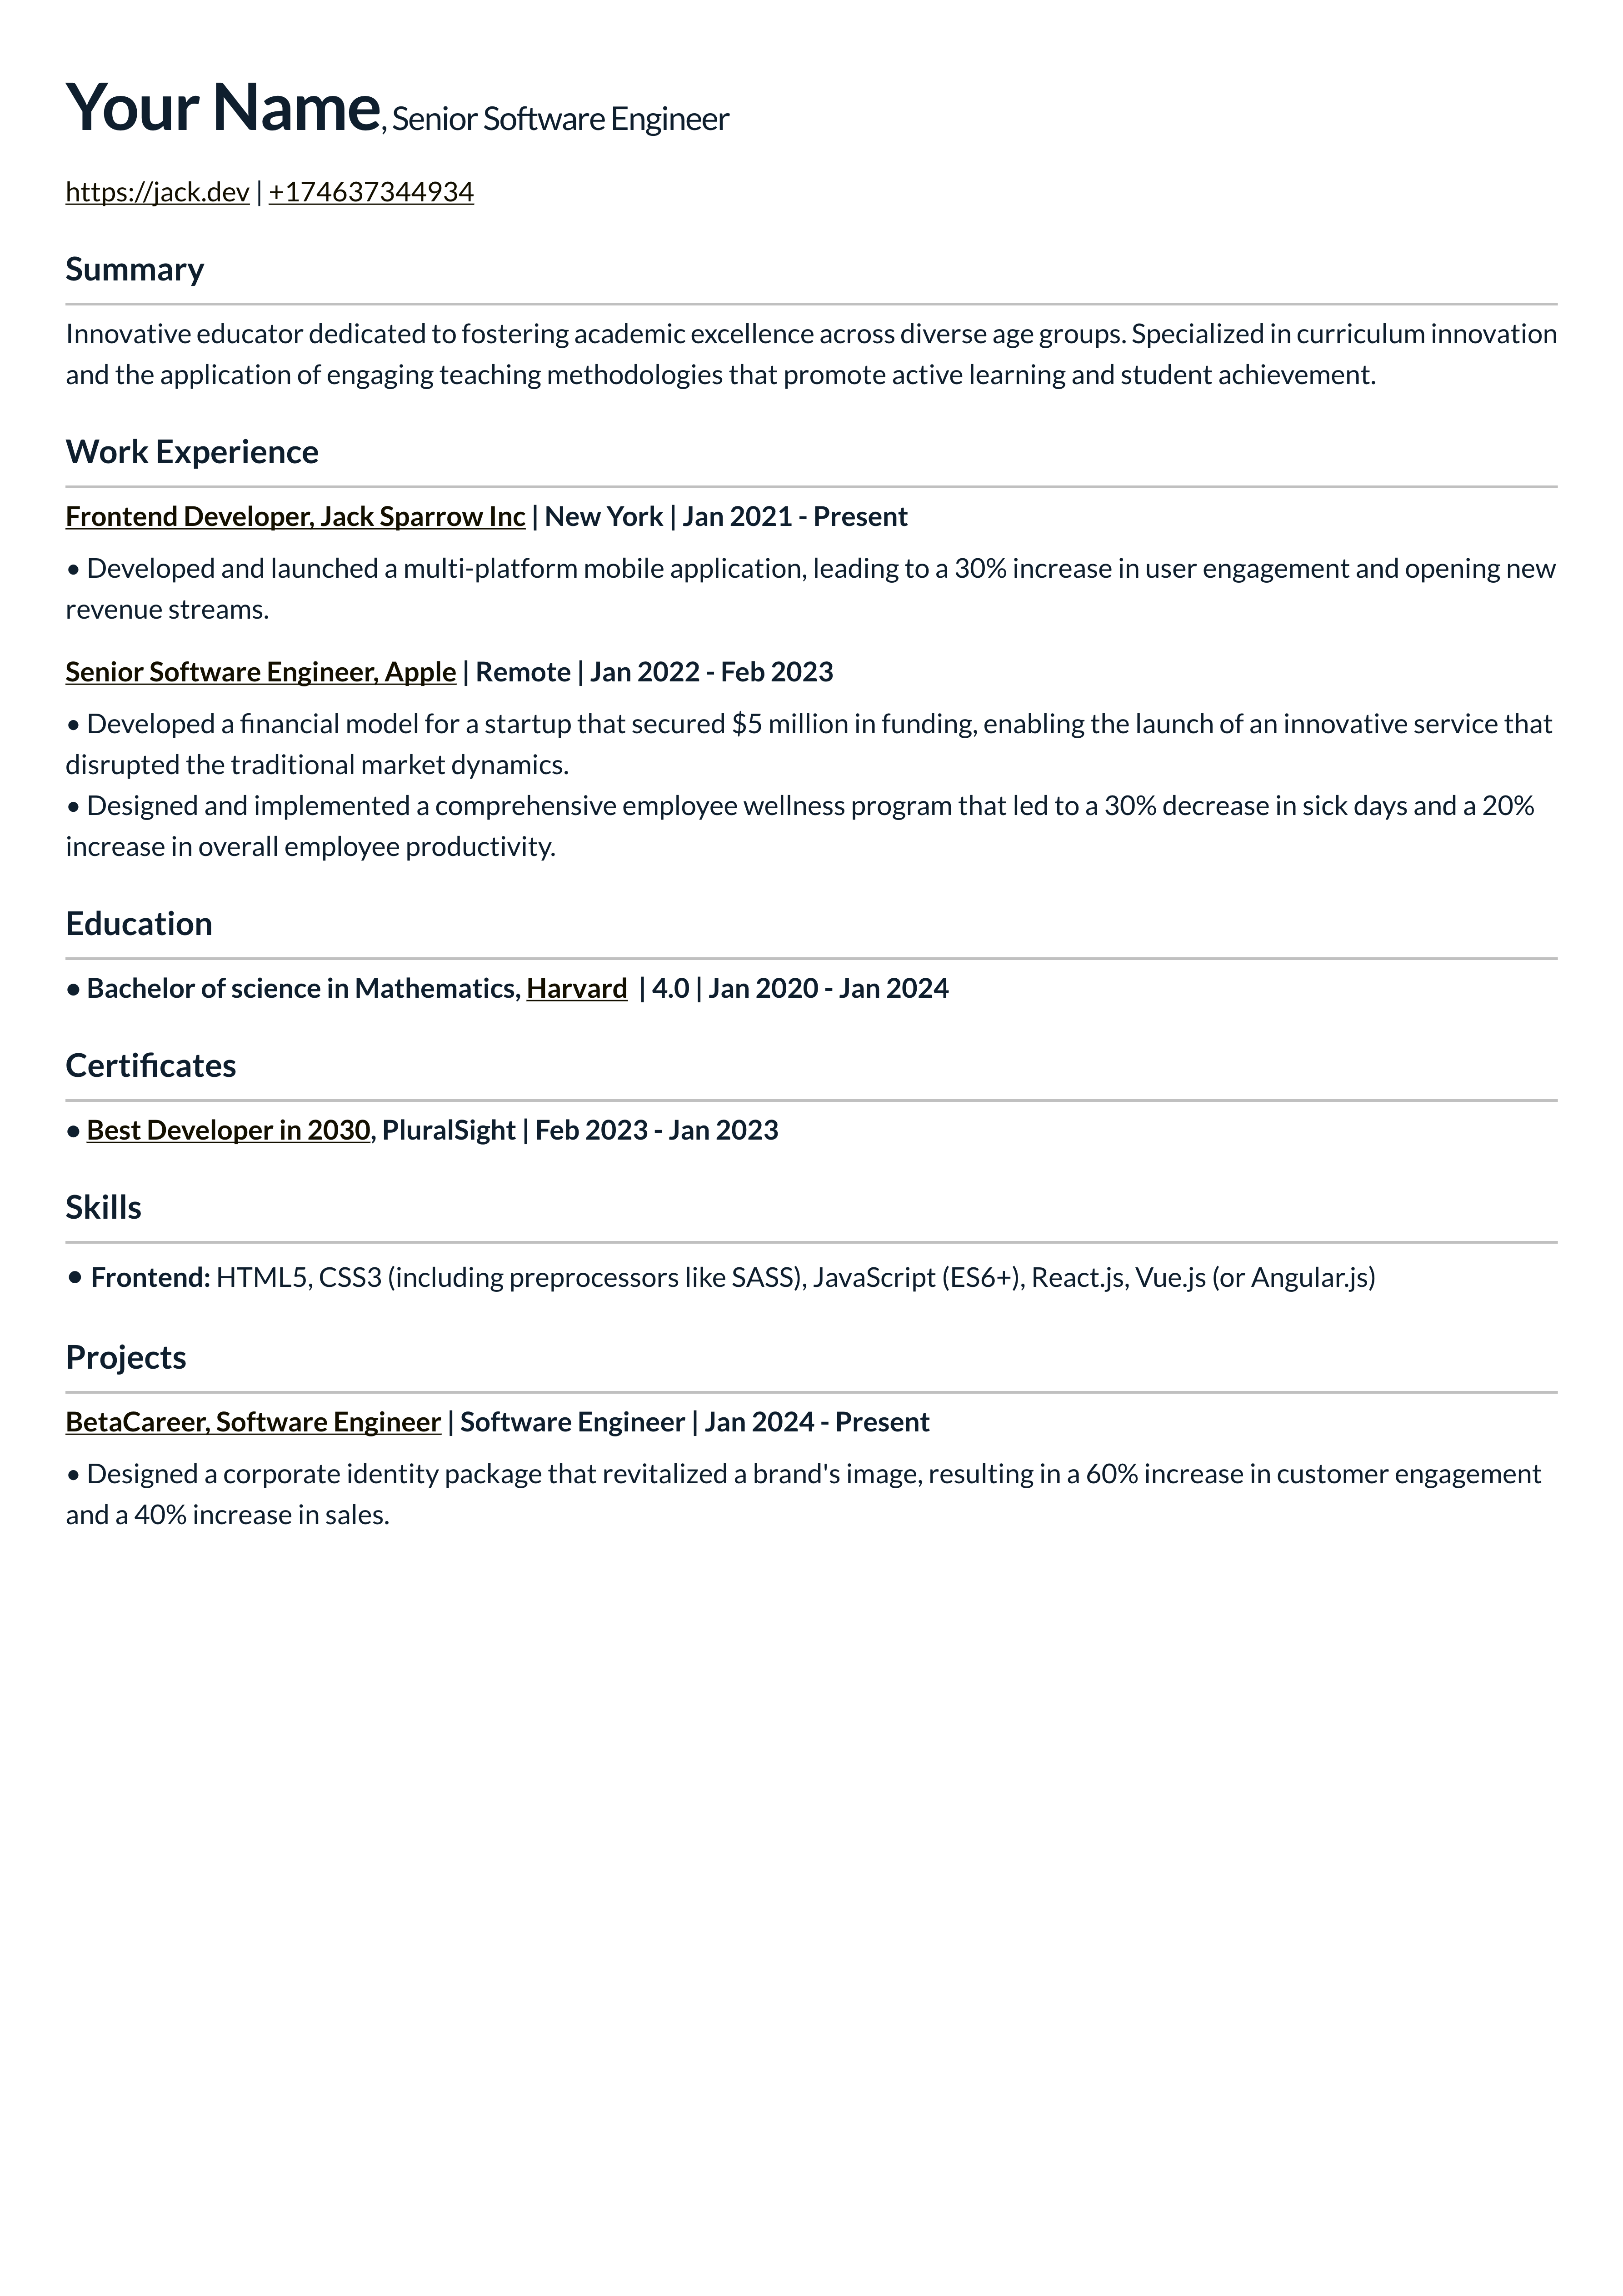 Your Name, Senior Software Engineer
https://jack.dev | +174637344934
Summary
Innovative educator dedicated to fostering academic excellence across diverse age groups. Specialized in curriculum innovation
and the application of engaging teaching methodologies that promote active learning and student achievement.
Work Experience
Frontend Developer, Jack Sparrow Inc | New York | Jan 2021 - Present
• Developed and launched a multi-platform mobile application, leading to a 30% increase in user engagement and opening new
revenue streams.
Senior Software Engineer, Apple | Remote | Jan 2022 - Feb 2023
• Developed a financial model for a startup that secured $5 million in funding, enabling the launch of an innovative service that
disrupted the traditional market dynamics.
• Designed and implemented a comprehensive employee wellness program that led to a 30% decrease in sick days and a 20%
increase in overall employee productivity.
Education
• Bachelor of science in Mathematics, Harvard | 4.0 | Jan 2020 - Jan 2024
Certificates
• Best Developer in 2030, PluralSight | Feb 2023 - Jan 2023
Skills
• Frontend: HTML5, CSS3 (including preprocessors like SASS), JavaScript (ES6+), React.js, Vue.js (or Angular.js)
Projects
BetaCareer, Software Engineer | Software Engineer | Jan 2024 - Present
• Designed a corporate identity package that revitalized a brand's image, resulting in a 60% increase in customer engagement
and a 40% increase in sales.